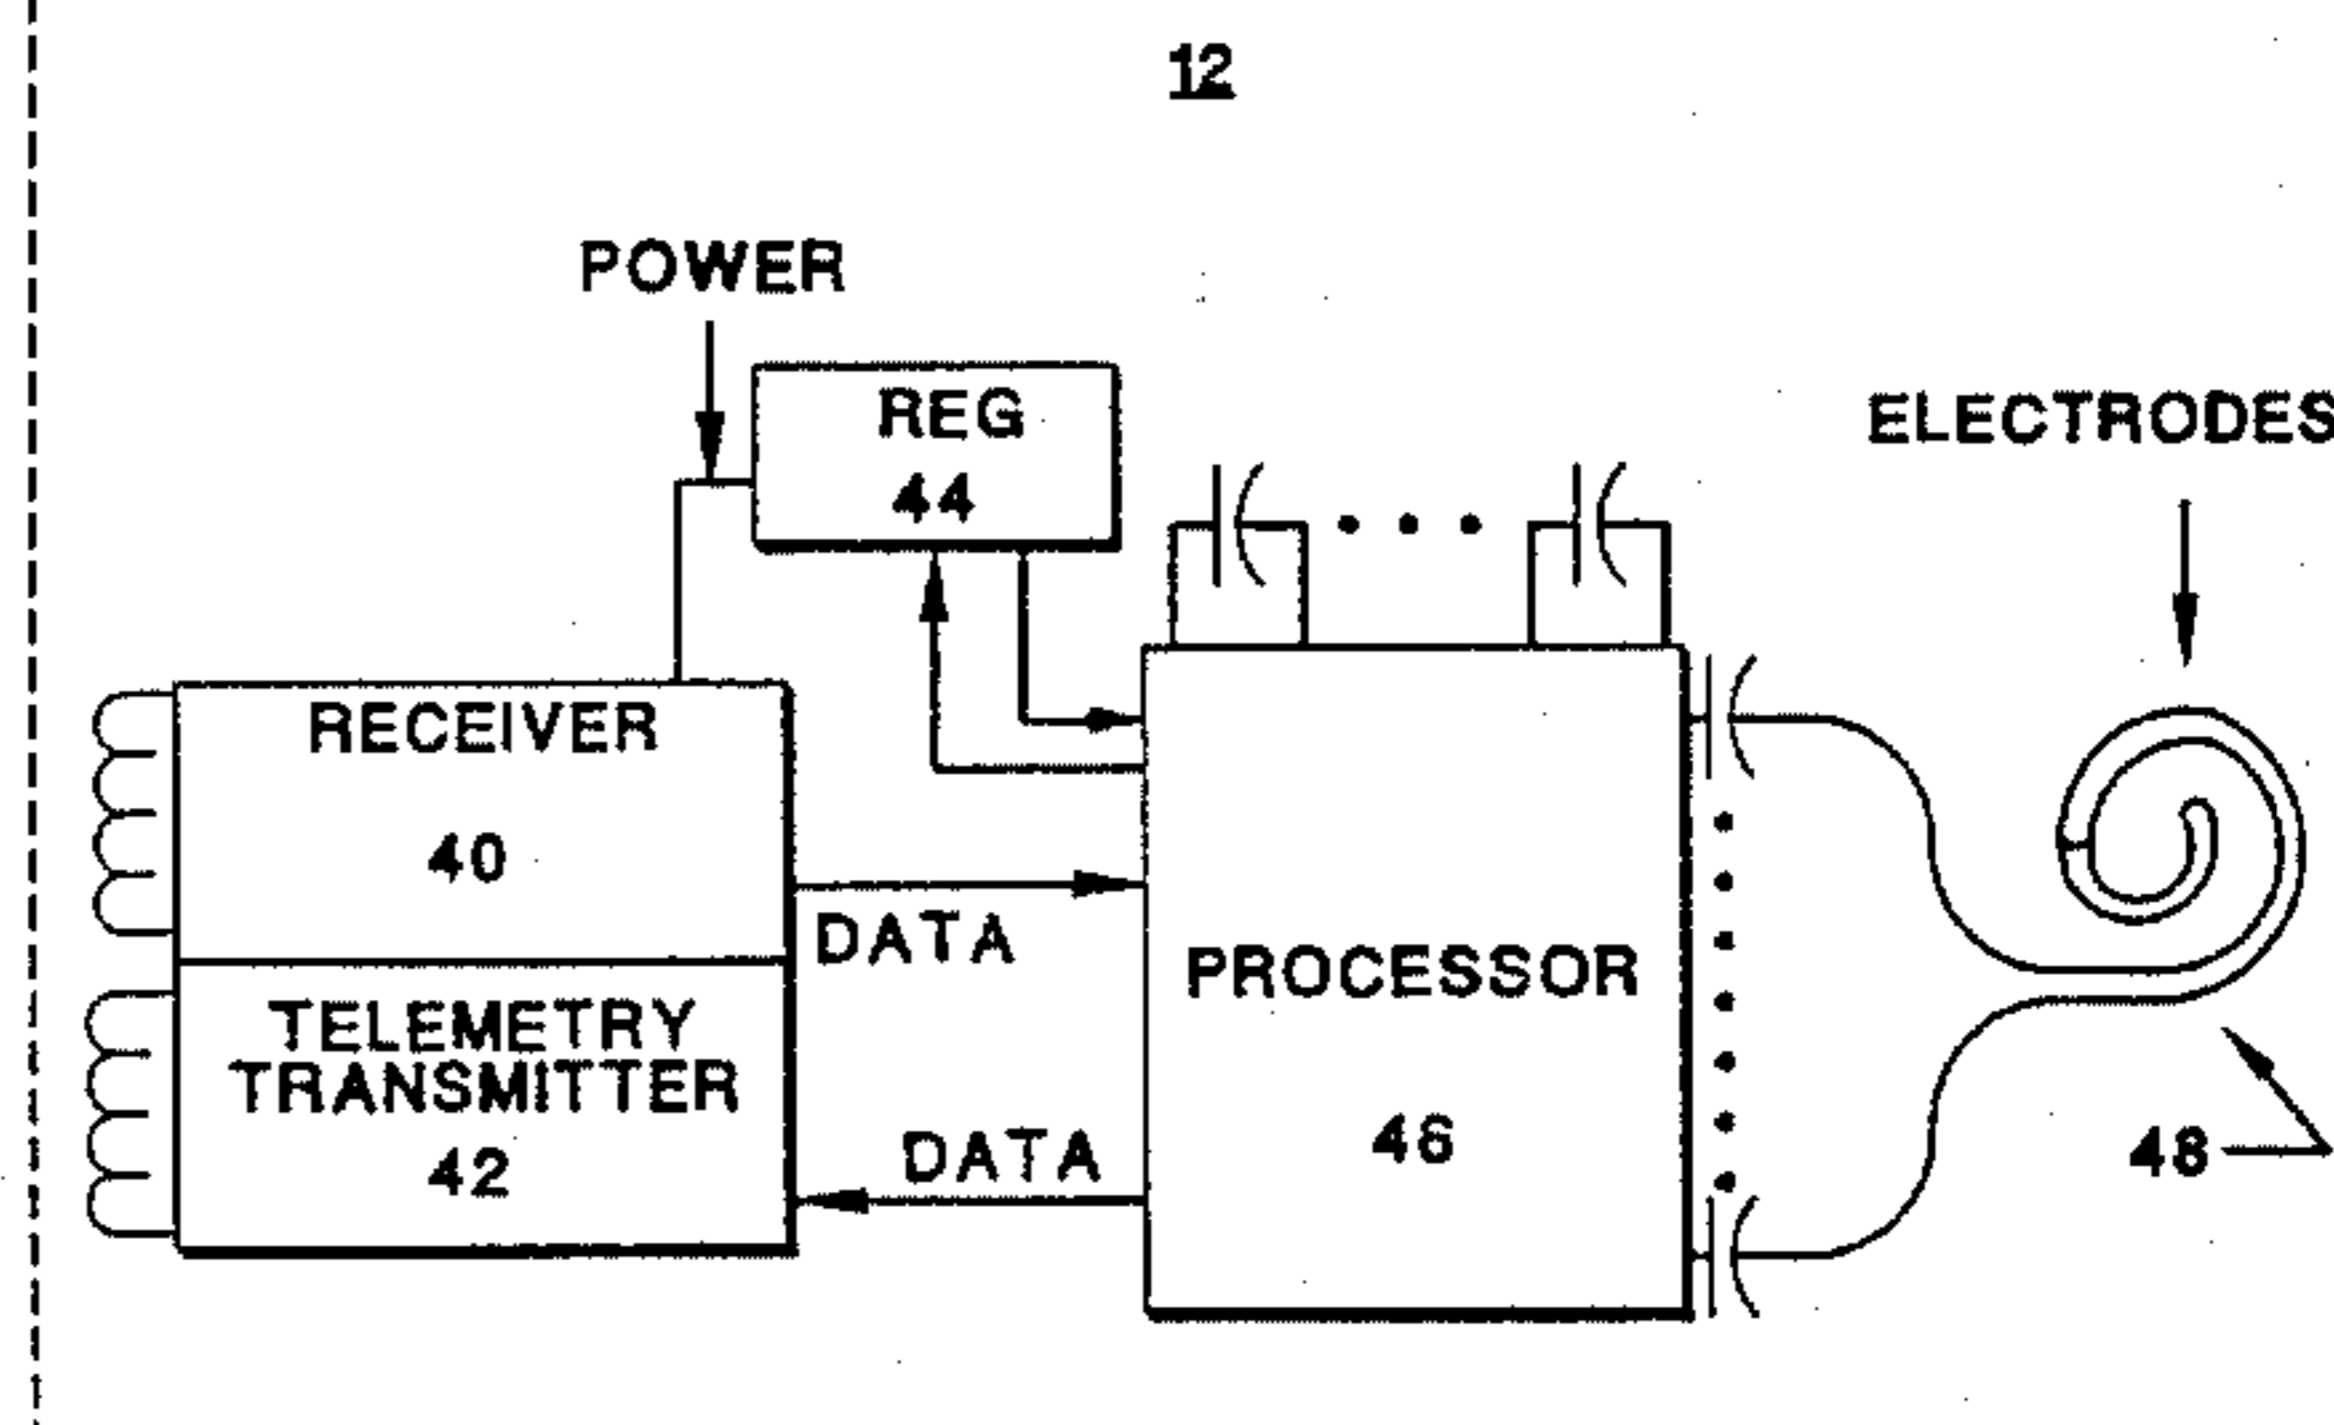 12
POWER
REG
44
ELECTRODES
RECEIVER
40
DATA
PROCESSOR
46
TELEMETRY
TRANSMITTER
42
DATA
48